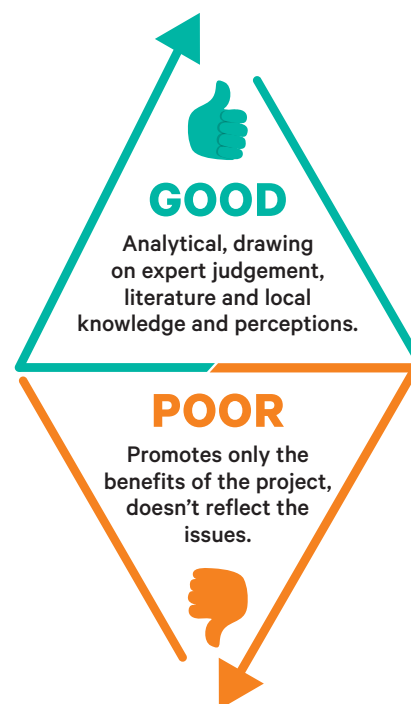 GOOD
Analytical, drawing
on expert judgement,
literature and local
knowledge and perceptions.
POOR
Promotes only the
benefits of the project,
doesn’t reflect the
issues.